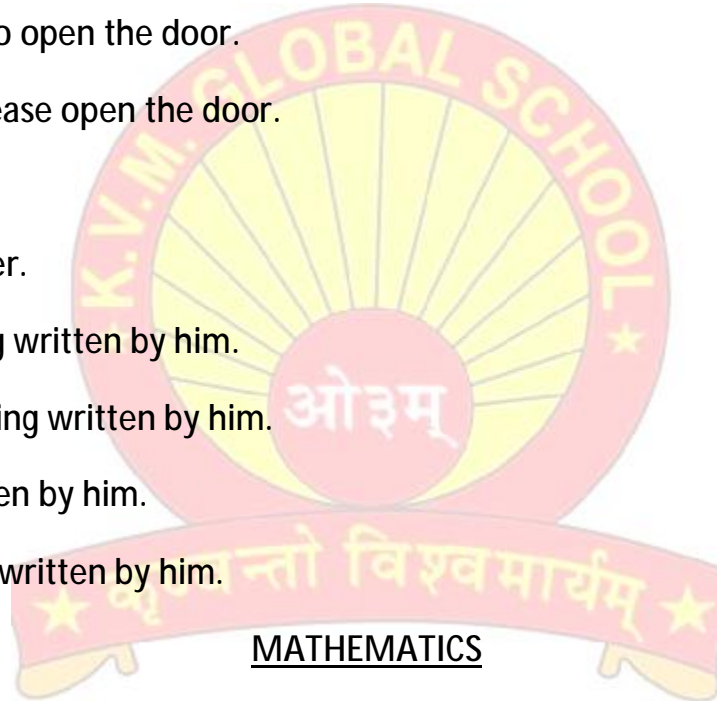 o open the door.
ease open the door.
K.V.M. GLOBAL SCHOOL
er.
g written by him.
ing written by him.
ओ३म्
en by him.
written by him.
कृण्वन्तो विश्वमार्यम्
MATHEMATICS